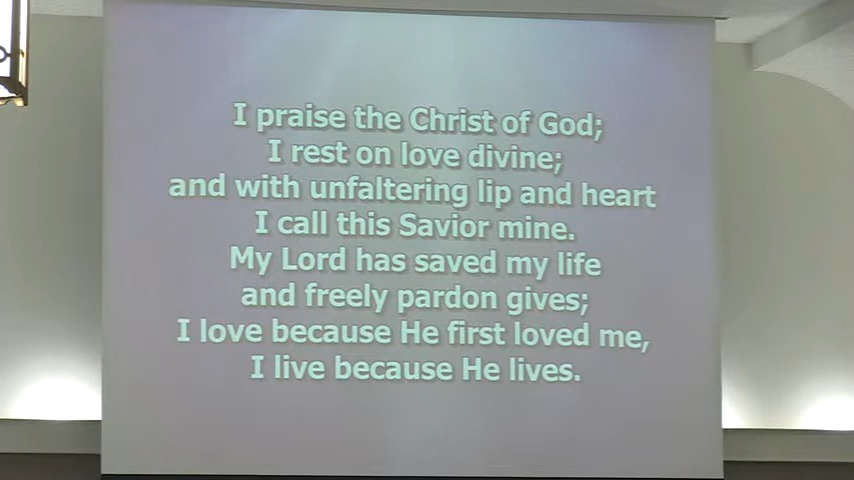 I praise the Christ of God;
I rest on love divine;
and with unfaltering lip and heart
I call this Savior mine.
My Lord has saved my life
and freely pardon gives;
I love because He first loved me,
I live because He lives.